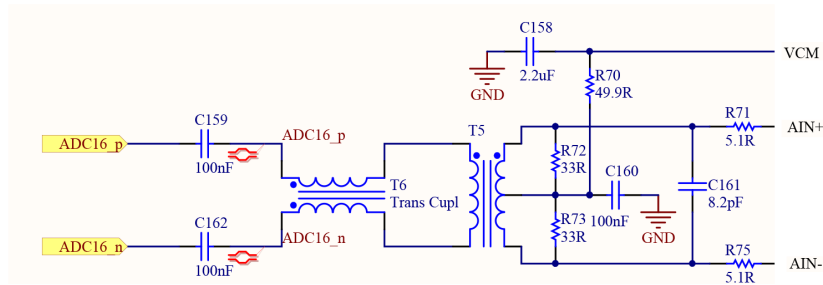 C158
2.2uF
GND
VCM
R70
49.9R
C159
100nF
ADC16_p
ADC16_p
T5
R71
5.1R
AIN+
R72
33R
T6
Trans Cupl
C160
100nF
GND
C161
8.2pF
C162
100nF
ADC16_n
ADC16_n
R73
33R
R75
5.1R
AIN-